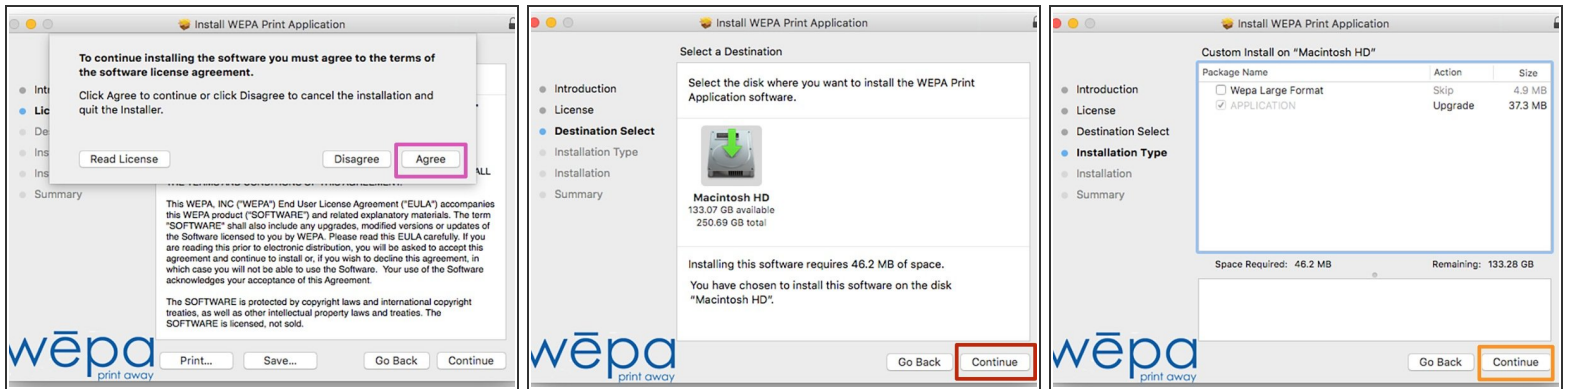 Install WEPA Print Application
To continue installing the software you must agree to the terms of
the software license agreement.
Click Agree to continue or click Disagree to cancel the installation and
quit the Installer.
Read License
Disagree
Agree
Summary
This WEPA, INC ("WEPA") End User License Agreement ("EULA") accompanies
this WEPA product ("SOFTWARE") and related explanatory materials. The term
"SOFTWARE" shall also include any upgrades, modified versions or updates of
the Software licensed to you by WEPA. Please read this EULA carefully. If you
are reading this prior to electronic distribution, you will be asked to accept this
agreement and continue to install or, if you wish to decline this agreement, in
which case you will not be able to use the Software. Your use of the Software
acknowledges your acceptance of this Agreement.
The SOFTWARE is protected by copyright laws and international copyright
treaties, as well as other intellectual property laws and treaties. The
SOFTWARE is licensed, not sold.
wēpa
print away
Print...
Save...
Go Back
Continue
Install WEPA Print Application
Select a Destination
Introduction
License
Destination Select
Installation Type
Installation
Summary
Select the disk where you want to install the WEPA Print
Application software.
Macintosh HD
133.07 GB available
250.69 GB total
Installing this software requires 46.2 MB of space.
You have chosen to install this software on the disk
“Macintosh HD”.
wēpa
print away
Go Back
Continue
Install WEPA Print Application
Custom Install on “Macintosh HD”
Introduction
License
Destination Select
Installation Type
Installation
Summary
Package Name Action Size
Wepa Large Format Skip 4.9 MB
APPLICATION Upgrade 37.3 MB
Space Required: 46.2 MB Remaining: 133.28 GB
wēpa
print away
Go Back
Continue